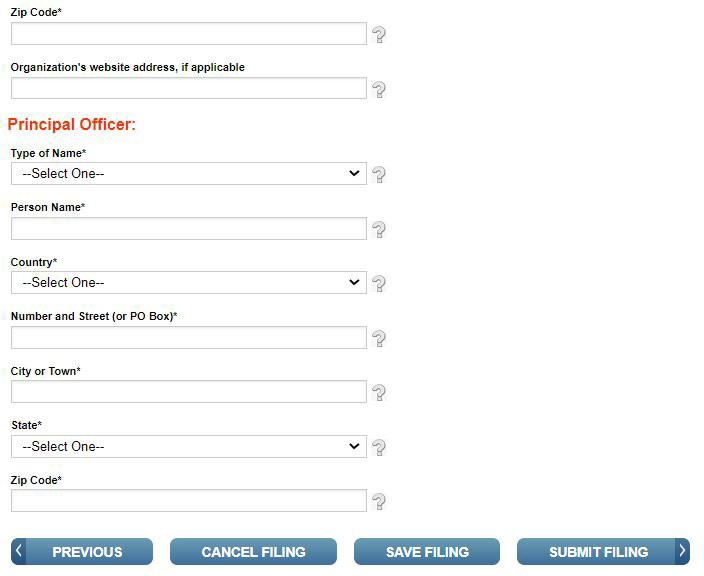 Zip Code*
?
Organization's website address, if applicable
?
Principal Officer:
Type of Name*
--Select One--
?
Person Name*
?
Country*
--Select One--
?
Number and Street (or PO Box)*
?
City or Town*
?
State*
--Select One--
?
Zip Code*
?
PREVIOUS CANCEL FILING SAVE FILING SUBMIT FILING